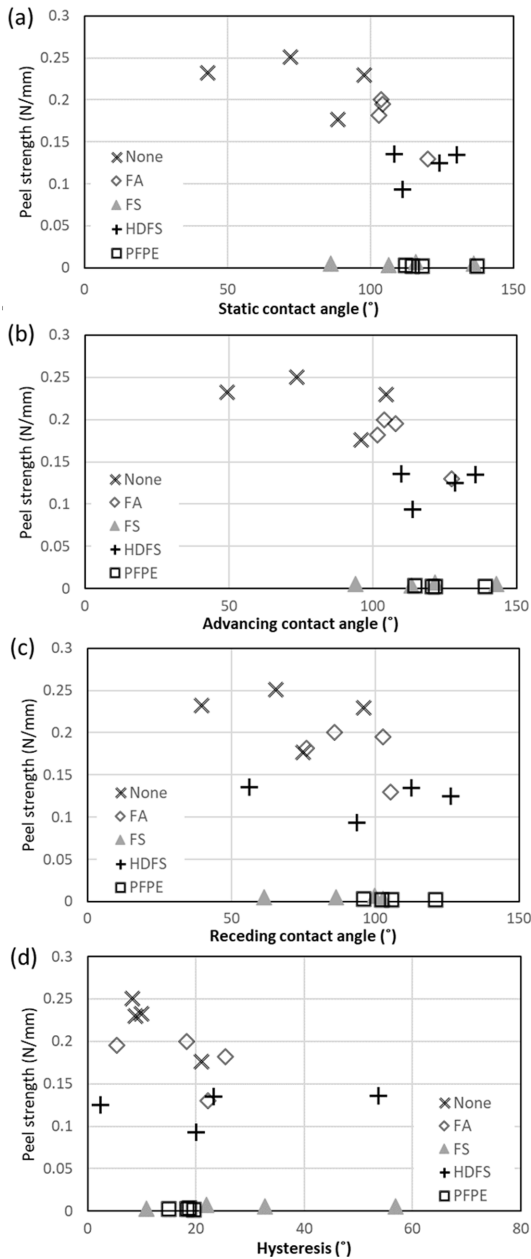 (a)
0.3
0.25
0.2
0.15
0.1
0.05
0
Peel strength (N/mm)
None
FA
FS
HDFS
PFPE
0 50 100 150
Static contact angle (°)
(b)
0.3
0.25
0.2
0.15
0.1
0.05
0
Peel strength (N/mm)
None
FA
FS
HDFS
PFPE
0 50 100 150
Advancing contact angle (°)
(c)
0.3
0.25
0.2
0.15
0.1
0.05
0
Peel strength (N/mm)
None
FA
FS
HDFS
PFPE
0 50 100 150
Receding contact angle (°)
(d)
0.3
0.25
0.2
0.15
0.1
0.05
0
Peel strength (N/mm)
None
FA
FS
HDFS
PFPE
0 20 40 60 80
Hysteresis (°)